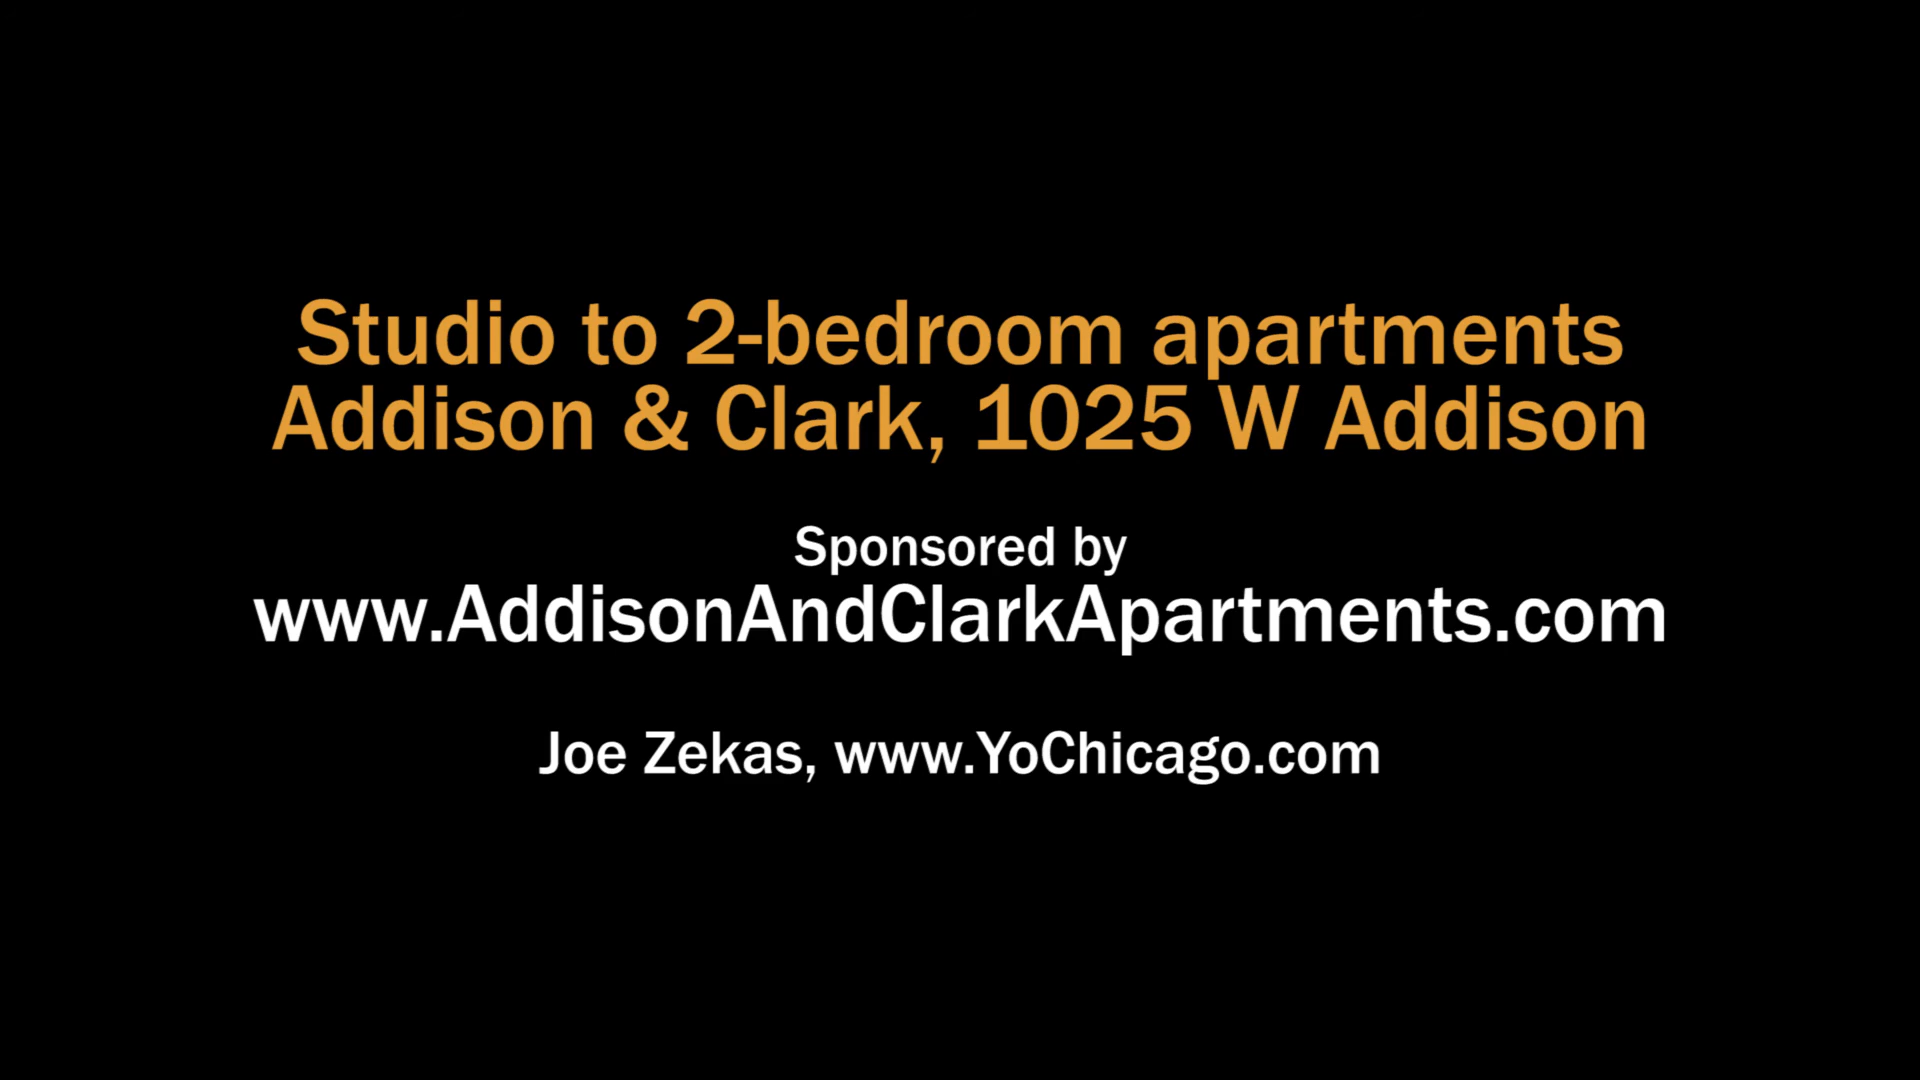 Studio to 2-bedroom apartments
Addison & Clark, 1025 W Addison
Sponsored by
www.AddisonAndClarkApartments.com
Joe Zekas, www.YoChicago.com